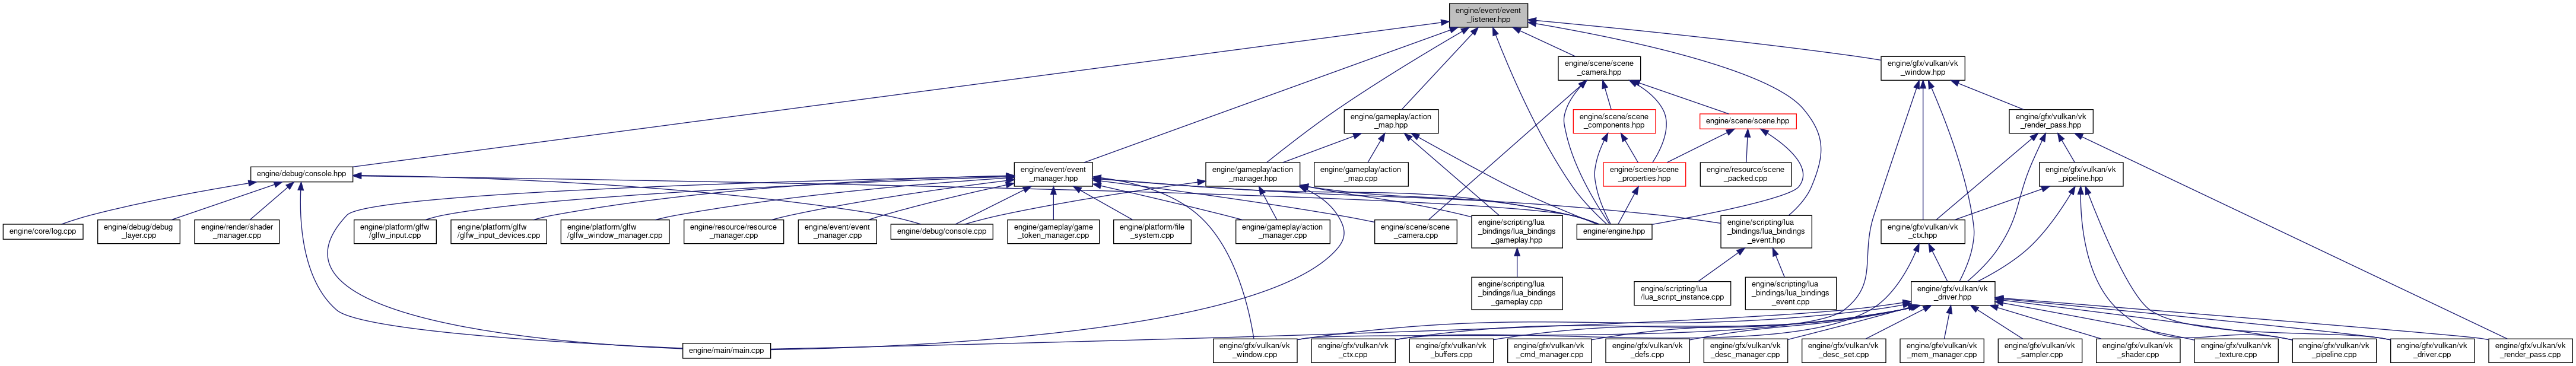 engine/event/event
_listener.hpp
engine/scene/scene
_camera.hpp
engine/gfx/vulkan/vk
_window.hpp
engine/gameplay/action
_map.hpp
engine/scene/scene
_components.hpp
engine/scene/scene.hpp
engine/gfx/vulkan/vk
_render_pass.hpp
engine/debug/console.hpp
engine/event/event
_manager.hpp
engine/gameplay/action
_manager.hpp
engine/gameplay/action
_map.cpp
engine/scene/scene
_properties.hpp
engine/resource/scene
_packed.cpp
engine/gfx/vulkan/vk
_pipeline.hpp
engine/core/log.cpp
engine/debug/debug
_layer.cpp
engine/render/shader
_manager.cpp
engine/platform/glfw
/glfw_input.cpp
engine/platform/glfw
/glfw_input_devices.cpp
engine/platform/glfw
/glfw_window_manager.cpp
engine/resource/resource
_manager.cpp
engine/event/event
_manager.cpp
engine/debug/console.cpp
engine/gameplay/game
_token_manager.cpp
engine/platform/file
_system.cpp
engine/gameplay/action
_manager.cpp
engine/scene/scene
_camera.cpp
engine/scripting/lua
_bindings/lua_bindings
_gameplay.hpp
engine/engine.hpp
engine/scripting/lua
_bindings/lua_bindings
_event.hpp
engine/gfx/vulkan/vk
_ctx.hpp
engine/scripting/lua
_bindings/lua_bindings
_gameplay.cpp
engine/scripting/lua
/lua_script_instance.cpp
engine/scripting/lua
_bindings/lua_bindings
_event.cpp
engine/gfx/vulkan/vk
_driver.hpp
engine/main/main.cpp
engine/gfx/vulkan/vk
_window.cpp
engine/gfx/vulkan/vk
_ctx.cpp
engine/gfx/vulkan/vk
_buffers.cpp
engine/gfx/vulkan/vk
_cmd_manager.cpp
engine/gfx/vulkan/vk
_defs.cpp
engine/gfx/vulkan/vk
_desc_manager.cpp
engine/gfx/vulkan/vk
_desc_set.cpp
engine/gfx/vulkan/vk
_mem_manager.cpp
engine/gfx/vulkan/vk
_sampler.cpp
engine/gfx/vulkan/vk
_shader.cpp
engine/gfx/vulkan/vk
_texture.cpp
engine/gfx/vulkan/vk
_pipeline.cpp
engine/gfx/vulkan/vk
_driver.cpp
engine/gfx/vulkan/vk
_render_pass.cpp